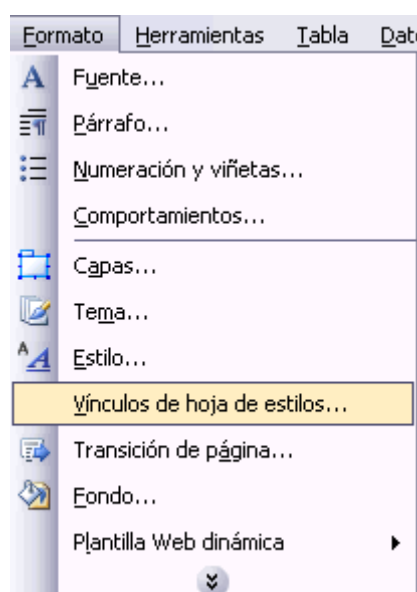 Formato Herramientas Tabla Dat
Fuente...
Párrafo...
Numeración y viñetas...
Comportamientos...
Capas...
Tema...
Estilo...
Vínculos de hoja de estilos...
Transición de página...
Fondo...
Plantilla Web dinámica